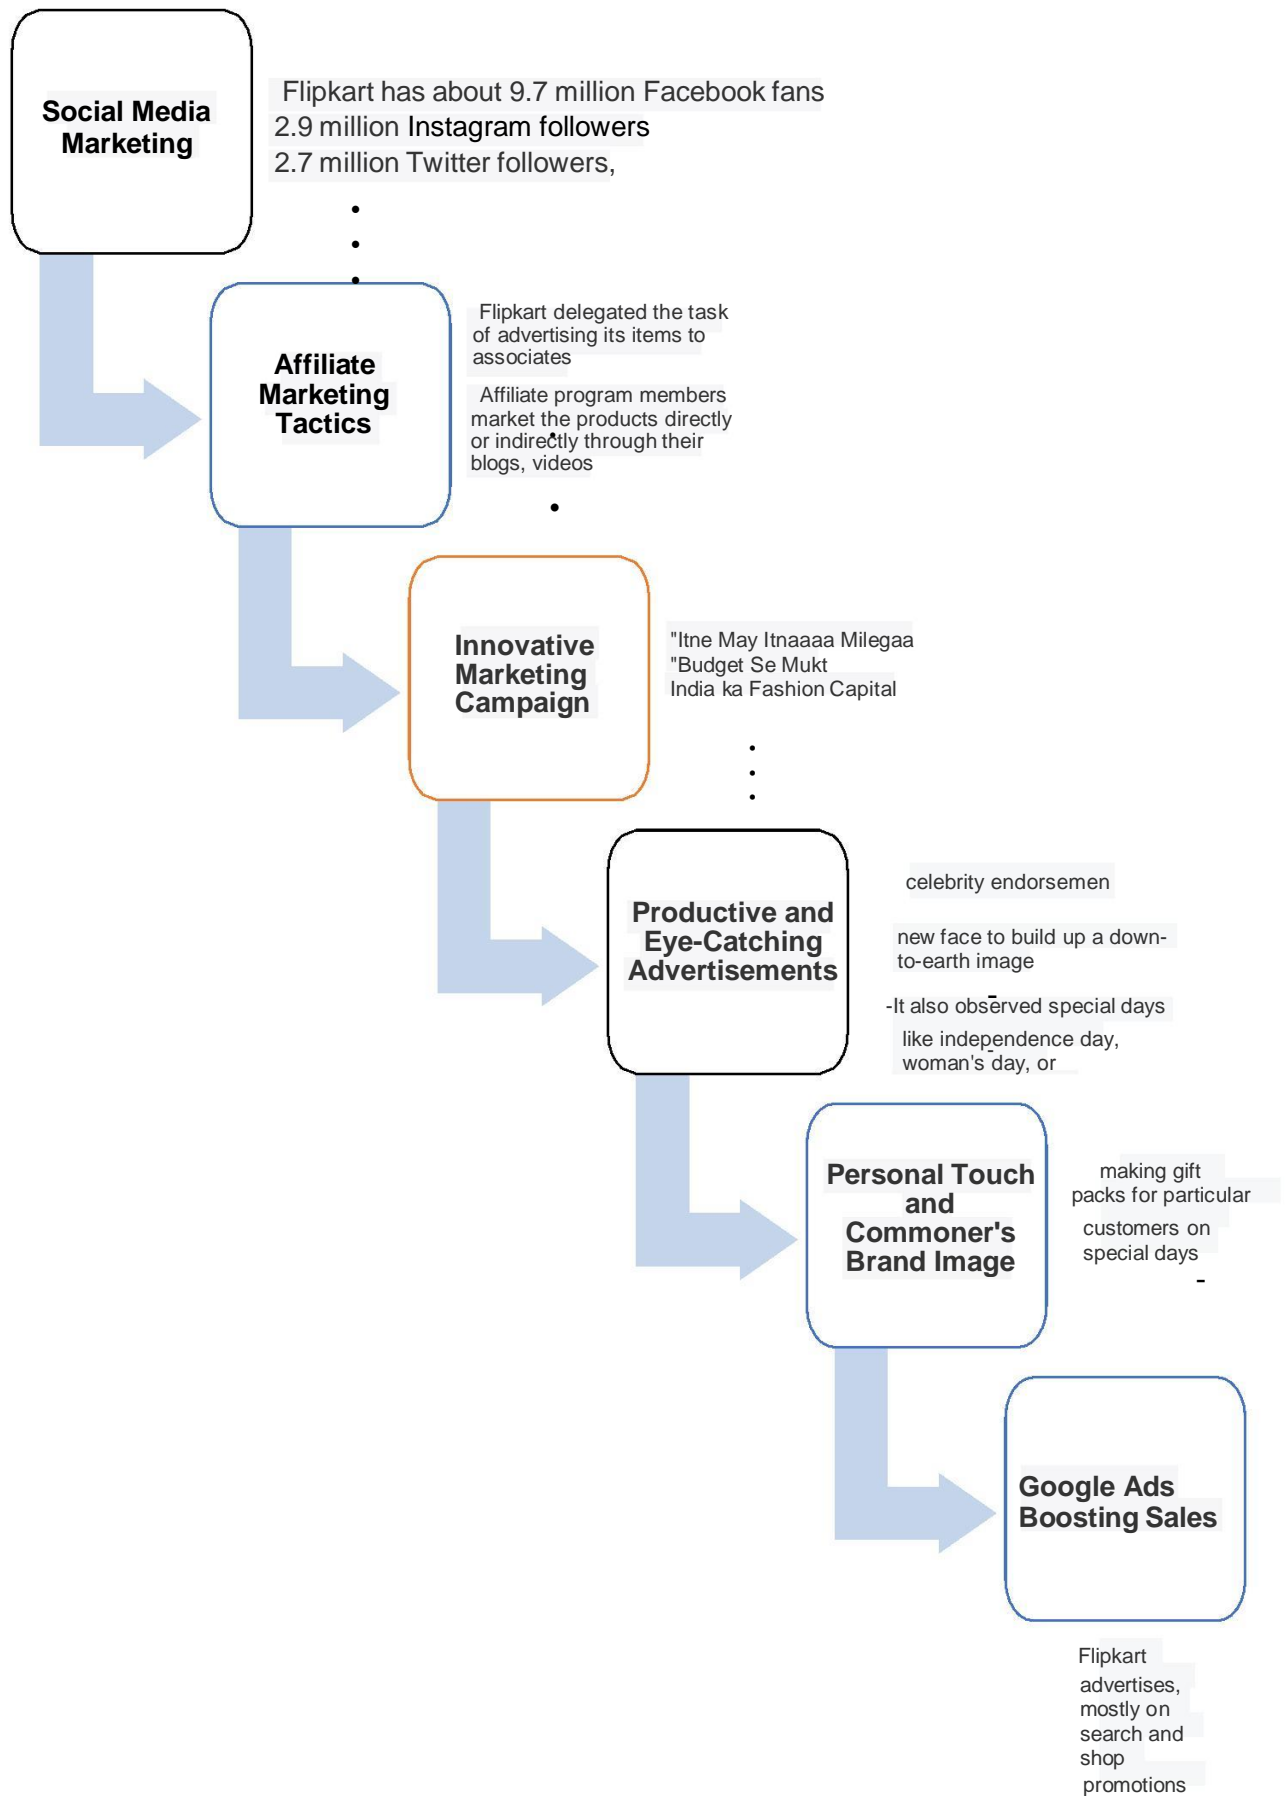 Social Media
Marketing
Flipkart has about 9.7 million Facebook fans
2.9 million Instagram followers
2.7 million Twitter followers,
Affiliate
Marketing
Tactics
Flipkart delegated the task
of advertising its items to
associates
Affiliate program members
market the products directly
or indirectly through their
blogs, videos
Innovative
Marketing
Campaign
"Itne May Itnaaaa Milegaa
"Budget Se Mukt
India ka Fashion Capital
Productive and
Eye-Catching
Advertisements
celebrity endorsemen
new face to build up a down-
to-earth image
-It also observed special days
like independence day,
woman's day, or
Personal Touch
and
Commoner's
Brand Image
making gift
packs for particular
customers on
special days
Google Ads
Boosting Sales
Flipkart
advertises,
mostly on
search and
shop
promotions